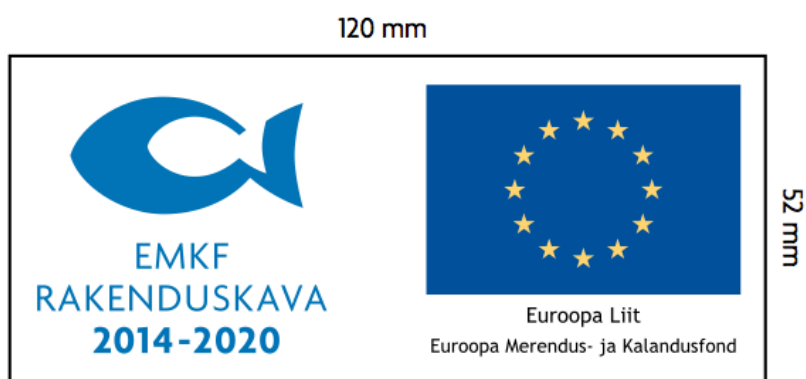 120 mm
EMKF
RAKENDUSKAVA
2014-2020
Euroopa Liit
Euroopa Merendus- ja Kalandusfond
52 mm